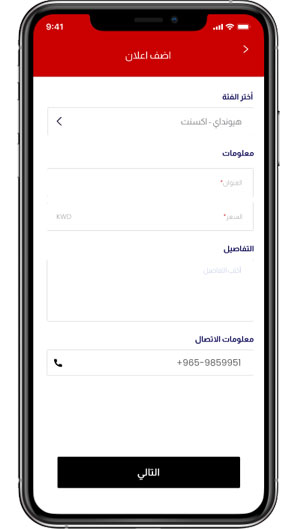 9:41
اضف اعلان
أختر الفئة
هيونداي - اكسنت
معلومات
العنوان*
السعر*
KWD
التفاصيل
اكتب التفاصيل
معلومات الاتصال
+965-9859951
التالي